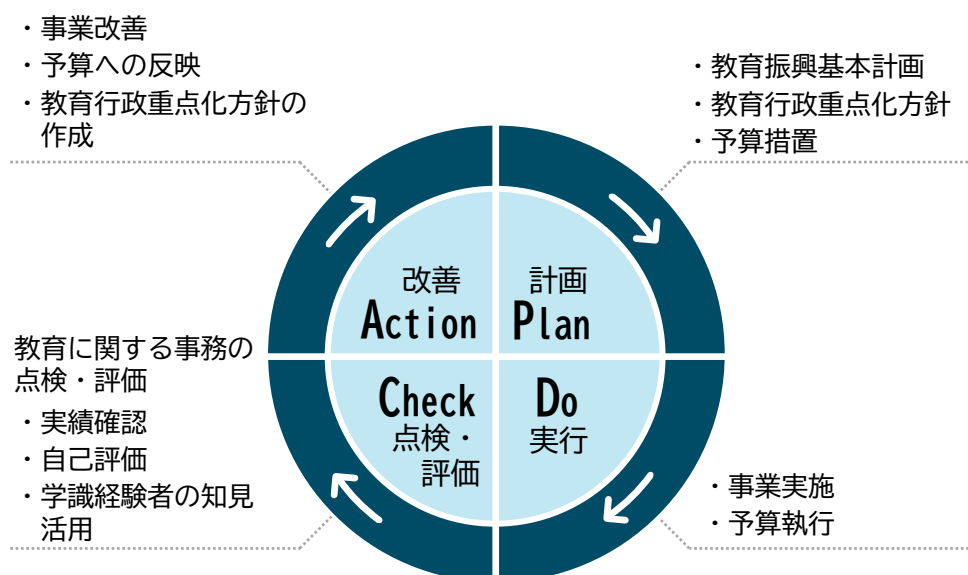 ・事業改善
・予算への反映
・教育行政重点化方針の
作成
・教育振興基本計画
・教育行政重点化方針
・予算措置
改善
Action
計画
Plan
教育に関する事務の
点検・評価
・実績確認
・自己評価
・学識経験者の知見
活用
Check
点検・
評価
Do
実行
・事業実施
・予算執行